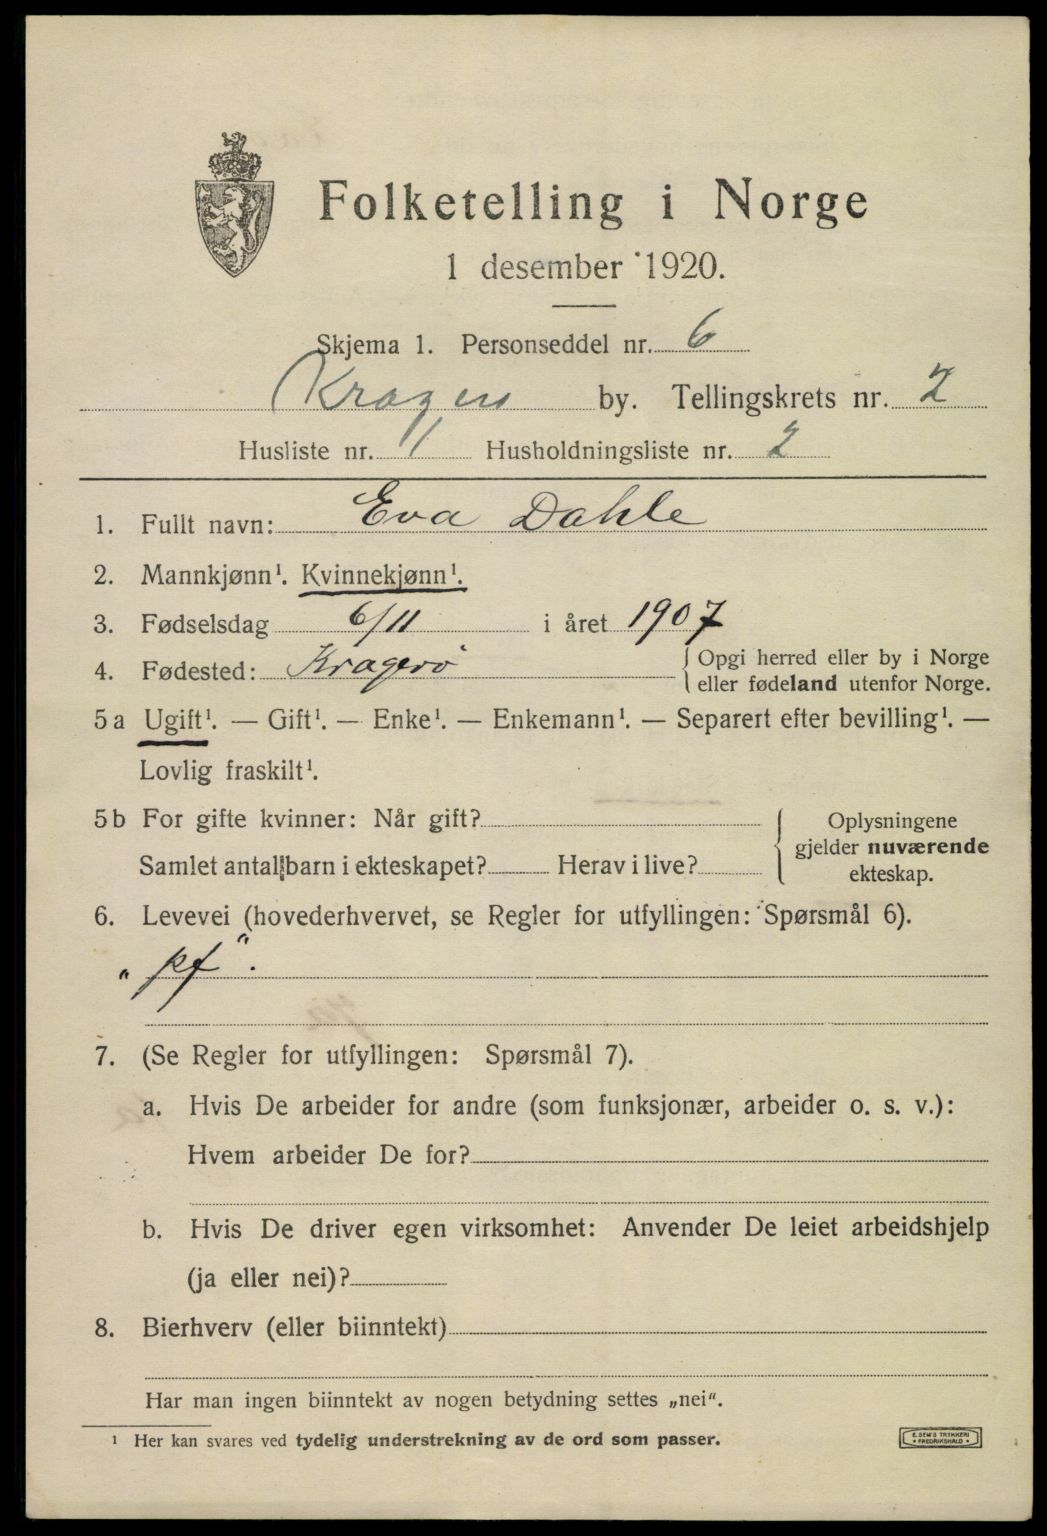 Folketelling i Norge
1 desember 1920.
Skjema 1. Personseddel nr. 6
Kragerø by. Tellingskrets nr. 2
Husliste nr. 11 Husholdningsliste nr. 2
1. Fullt navn: Eva Dahle
2. Mannkjønn¹. Kvinnekjønn¹.
3. Fødselsdag 6/11 i året 1907
4. Fødested: Kragerø { Opgi herred eller by i Norge
eller fødeland utenfor Norge.
5 a Ugift¹. — Gift¹. — Enke¹. — Enkemann¹. — Separert efter bevilling¹. —
Lovlig fraskilt¹.
5 b For gifte kvinner: Når gift? { Oplysningene
gjelder nuværende
Samlet antall barn i ekteskapet? Herav i live?
ekteskap.
6. Levevei (hovederhvervet, se Regler for utfyllingen: Spørsmål 6).
„pf“.
7. (Se Regler for utfyllingen: Spørsmål 7).
a. Hvis De arbeider for andre (som funksjonær, arbeider o. s. v.):
Hvem arbeider De for?
b. Hvis De driver egen virksomhet: Anvender De leiet arbeidshjelp
(ja eller nei)?
8. Bierhverv (eller biinntekt)
Har man ingen biinntekt av nogen betydning settes „nei“.
¹ Her kan svares ved tydelig understrekning av de ord som passer.
E. SEM'S TRYKKERI
• FREDRIKSHALD •